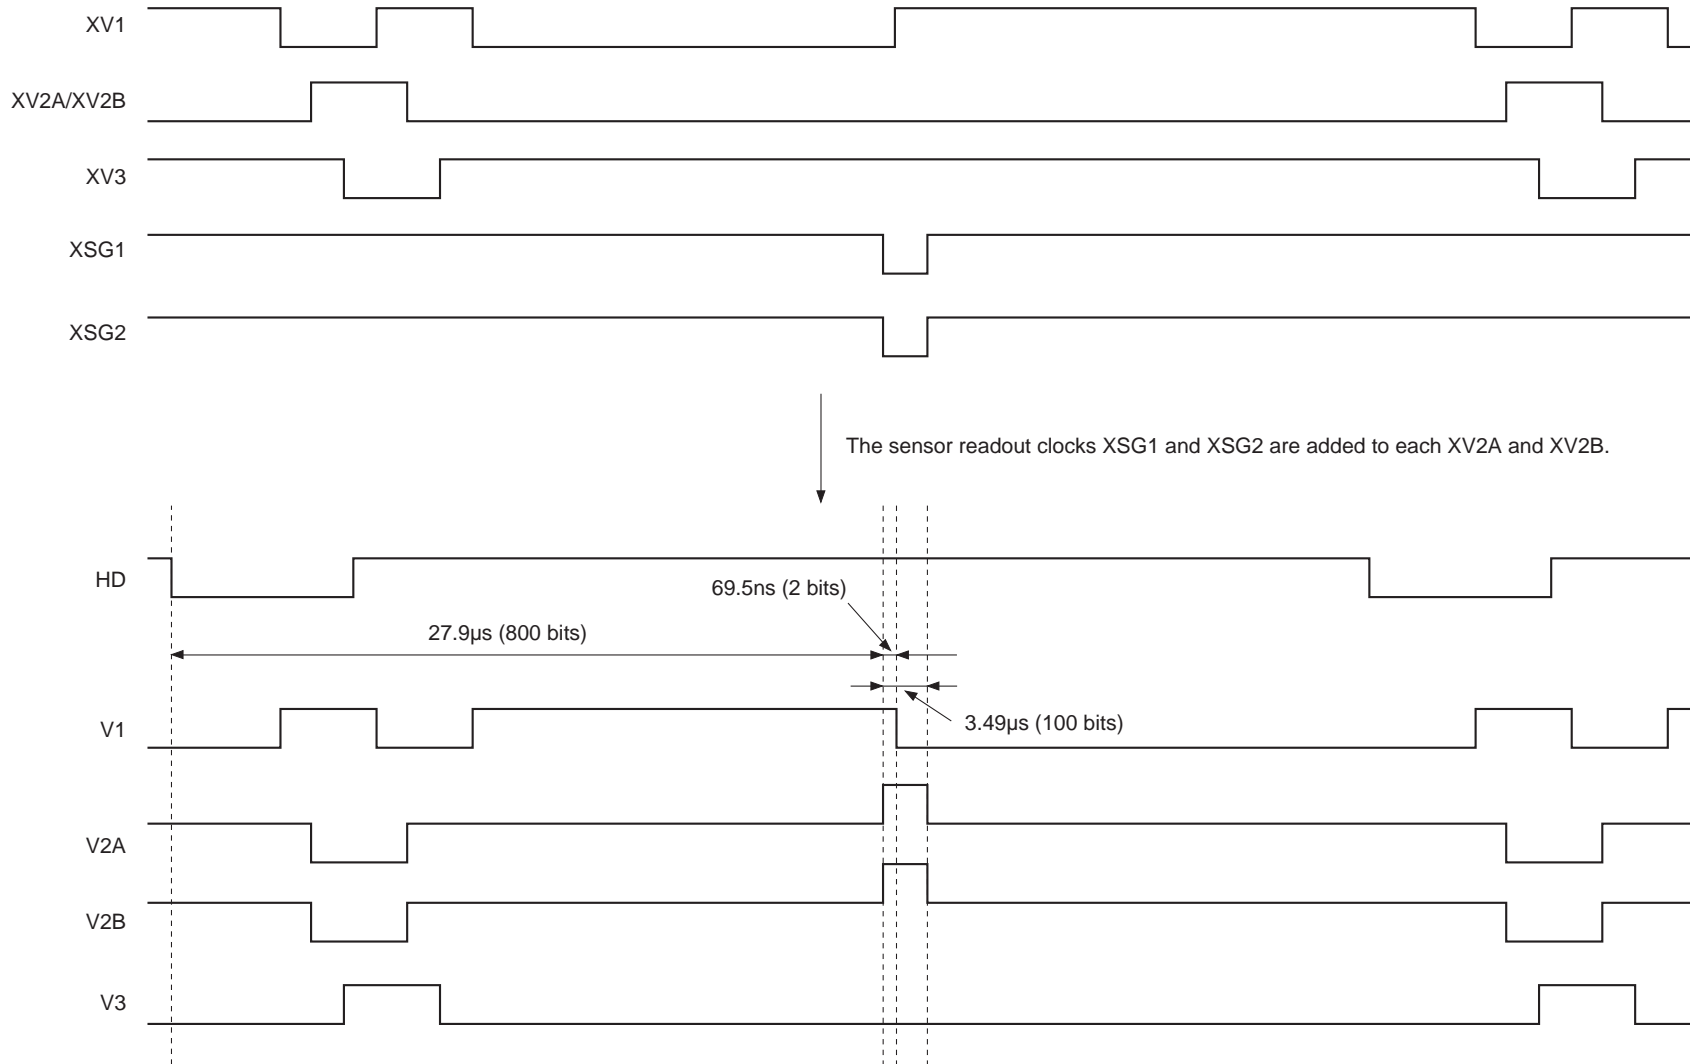 XV1
XV2A/XV2B
XV3
XSG1
XSG2
The sensor readout clocks XSG1 and XSG2 are added to each XV2A and XV2B.
HD
69.5ns (2 bits)
27.9µs (800 bits)
3.49µs (100 bits)
V1
V2A
V2B
V3